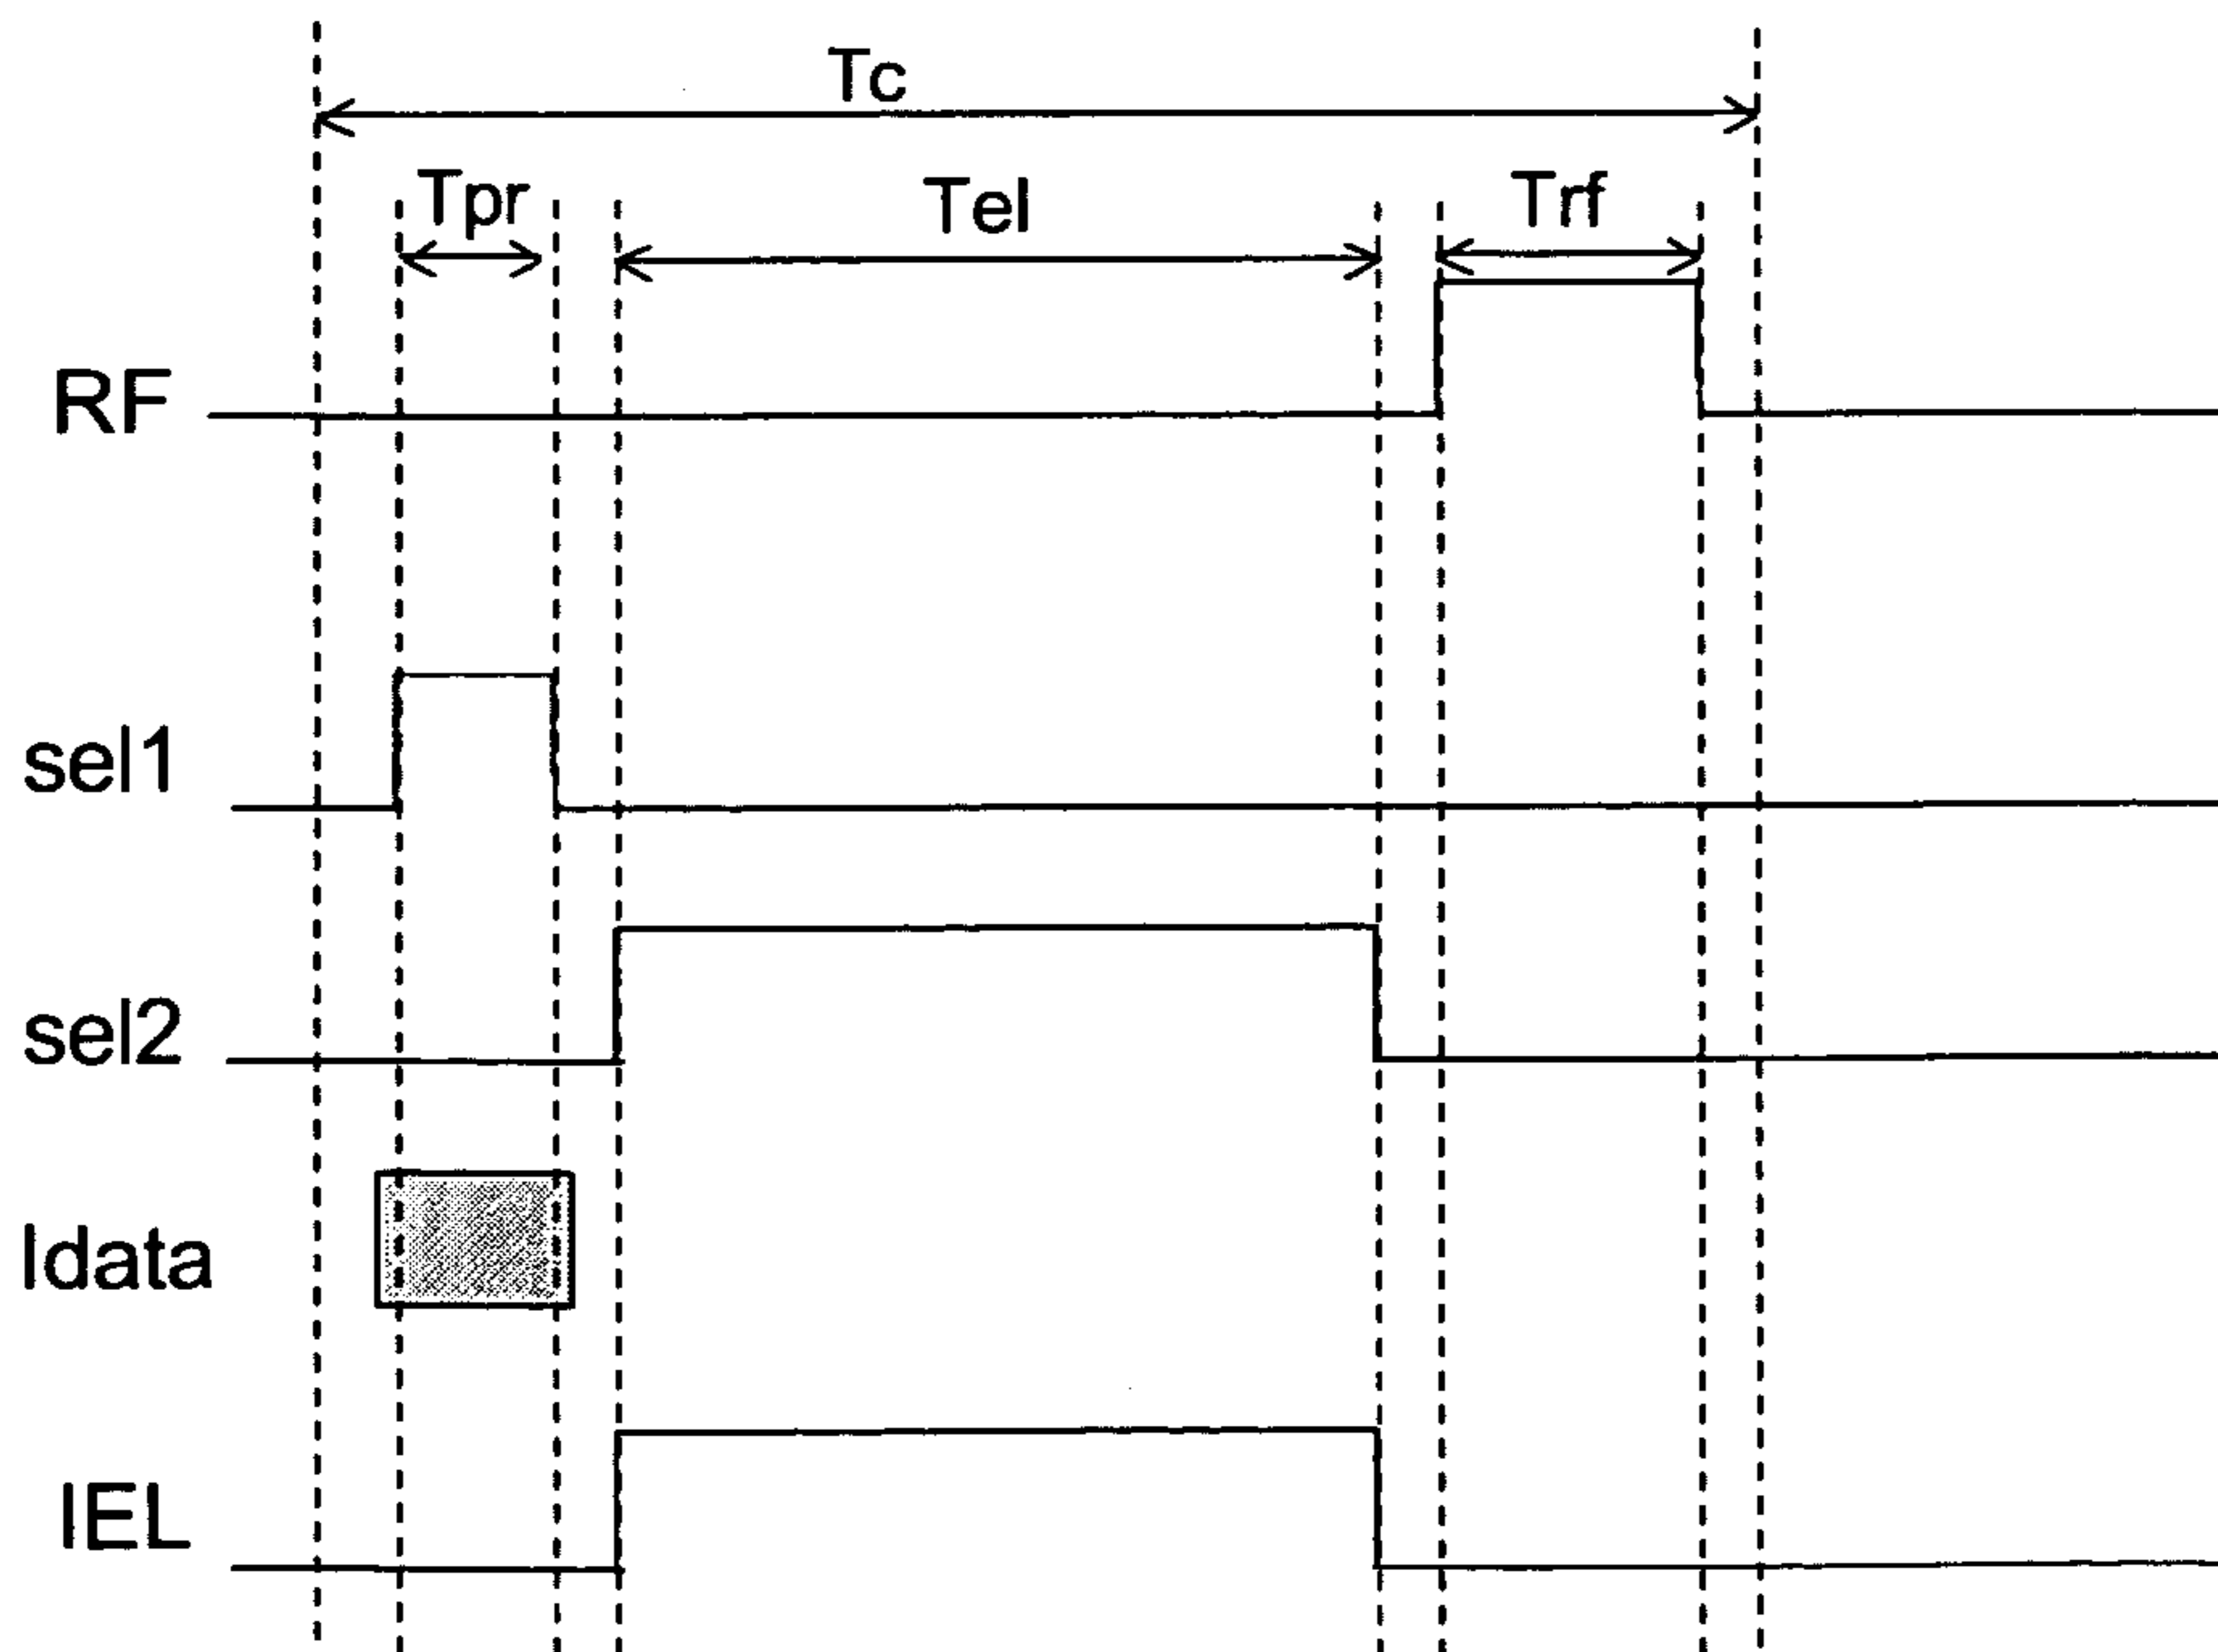 Tc
Tpr
Tel
Trf
RF
sel1
sel2
Idata
IEL